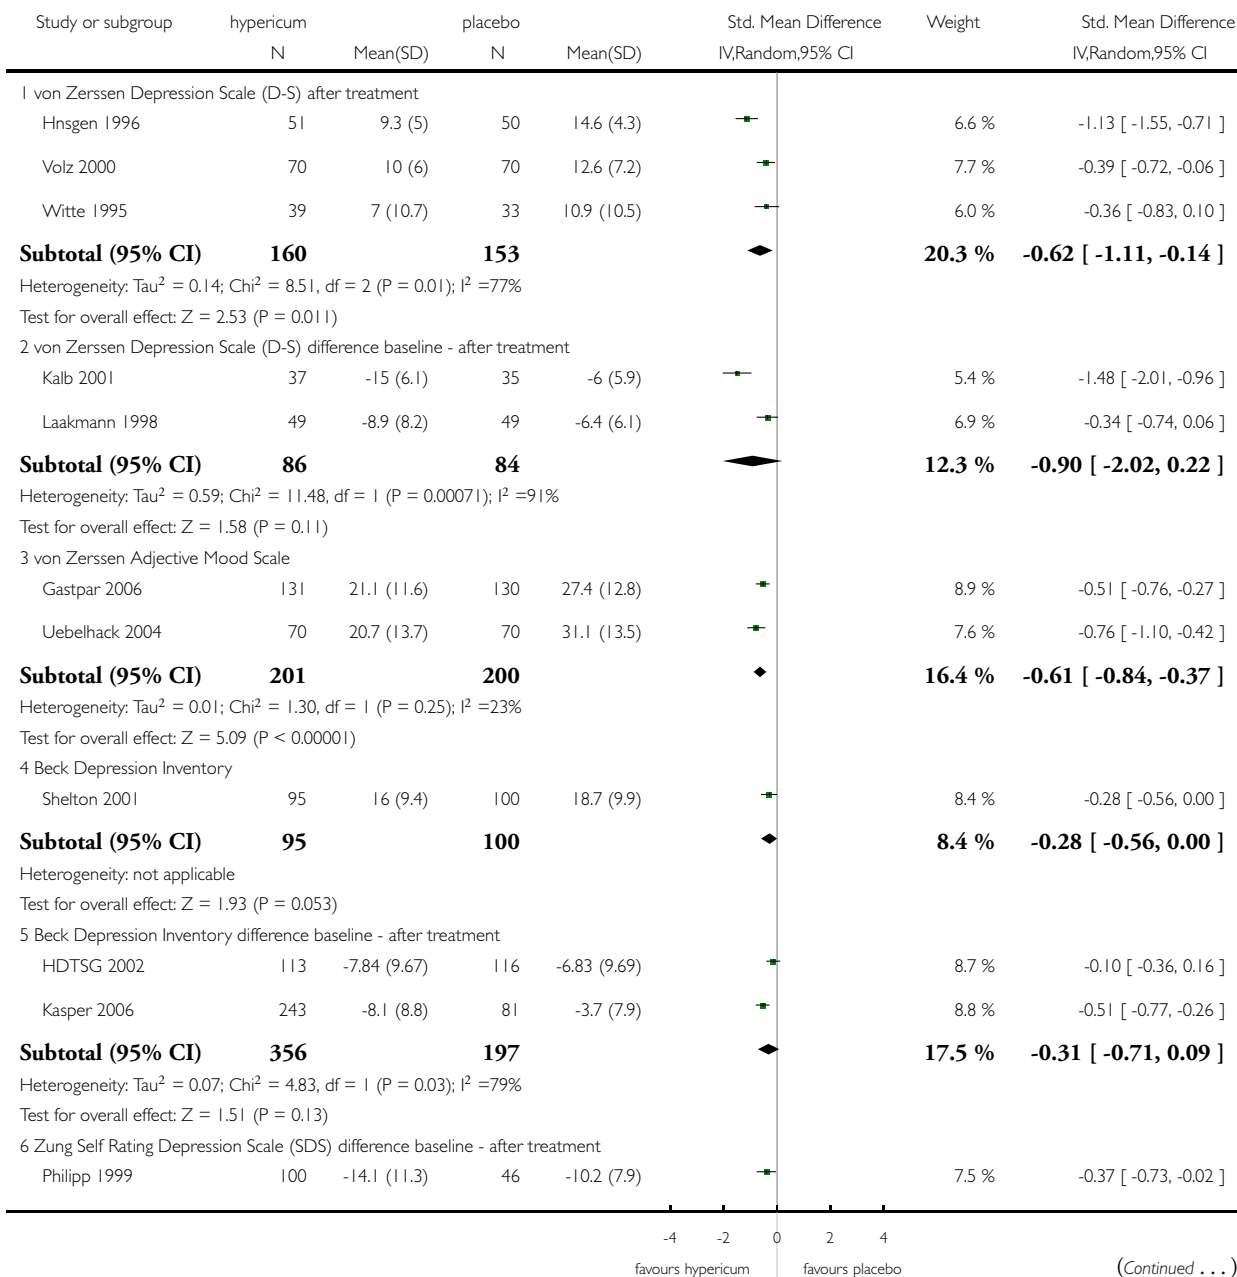 Study or subgroup hypericum placebo Std. Mean Difference Weight Std. Mean Difference
N Mean(SD) N Mean(SD) IV,Random,95% CI IV,Random,95% CI
1 von Zerssen Depression Scale (D-S) after treatment
Hnsgen 1996 51 9.3 (5) 50 14.6 (4.3) 6.6 % -1.13 [ -1.55, -0.71 ]
Volz 2000 70 10 (6) 70 12.6 (7.2) 7.7 % -0.39 [ -0.72, -0.06 ]
Witte 1995 39 7 (10.7) 33 10.9 (10.5) 6.0 % -0.36 [ -0.83, 0.10 ]
Subtotal (95% CI) 160 153 20.3 % -0.62 [ -1.11, -0.14 ]
Heterogeneity: Tau² = 0.14; Chi² = 8.51, df = 2 (P = 0.01); I² =77%
Test for overall effect: Z = 2.53 (P = 0.011)
2 von Zerssen Depression Scale (D-S) difference baseline - after treatment
Kalb 2001 37 -15 (6.1) 35 -6 (5.9) 5.4 % -1.48 [ -2.01, -0.96 ]
Laakmann 1998 49 -8.9 (8.2) 49 -6.4 (6.1) 6.9 % -0.34 [ -0.74, 0.06 ]
Subtotal (95% CI) 86 84 12.3 % -0.90 [ -2.02, 0.22 ]
Heterogeneity: Tau² = 0.59; Chi² = 11.48, df = 1 (P = 0.00071); I² =91%
Test for overall effect: Z = 1.58 (P = 0.11)
3 von Zerssen Adjective Mood Scale
Gastpar 2006 131 21.1 (11.6) 130 27.4 (12.8) 8.9 % -0.51 [ -0.76, -0.27 ]
Uebelhack 2004 70 20.7 (13.7) 70 31.1 (13.5) 7.6 % -0.76 [ -1.10, -0.42 ]
Subtotal (95% CI) 201 200 16.4 % -0.61 [ -0.84, -0.37 ]
Heterogeneity: Tau² = 0.01; Chi² = 1.30, df = 1 (P = 0.25); I² =23%
Test for overall effect: Z = 5.09 (P < 0.00001)
4 Beck Depression Inventory
Shelton 2001 95 16 (9.4) 100 18.7 (9.9) 8.4 % -0.28 [ -0.56, 0.00 ]
Subtotal (95% CI) 95 100 8.4 % -0.28 [ -0.56, 0.00 ]
Heterogeneity: not applicable
Test for overall effect: Z = 1.93 (P = 0.053)
5 Beck Depression Inventory difference baseline - after treatment
HDTSG 2002 113 -7.84 (9.67) 116 -6.83 (9.69) 8.7 % -0.10 [ -0.36, 0.16 ]
Kasper 2006 243 -8.1 (8.8) 81 -3.7 (7.9) 8.8 % -0.51 [ -0.77, -0.26 ]
Subtotal (95% CI) 356 197 17.5 % -0.31 [ -0.71, 0.09 ]
Heterogeneity: Tau² = 0.07; Chi² = 4.83, df = 1 (P = 0.03); I² =79%
Test for overall effect: Z = 1.51 (P = 0.13)
6 Zung Self Rating Depression Scale (SDS) difference baseline - after treatment
Philipp 1999 100 -14.1 (11.3) 46 -10.2 (7.9) 7.5 % -0.37 [ -0.73, -0.02 ]
-4 -2 0 2 4
favours hypericum favours placebo (Continued . . . )